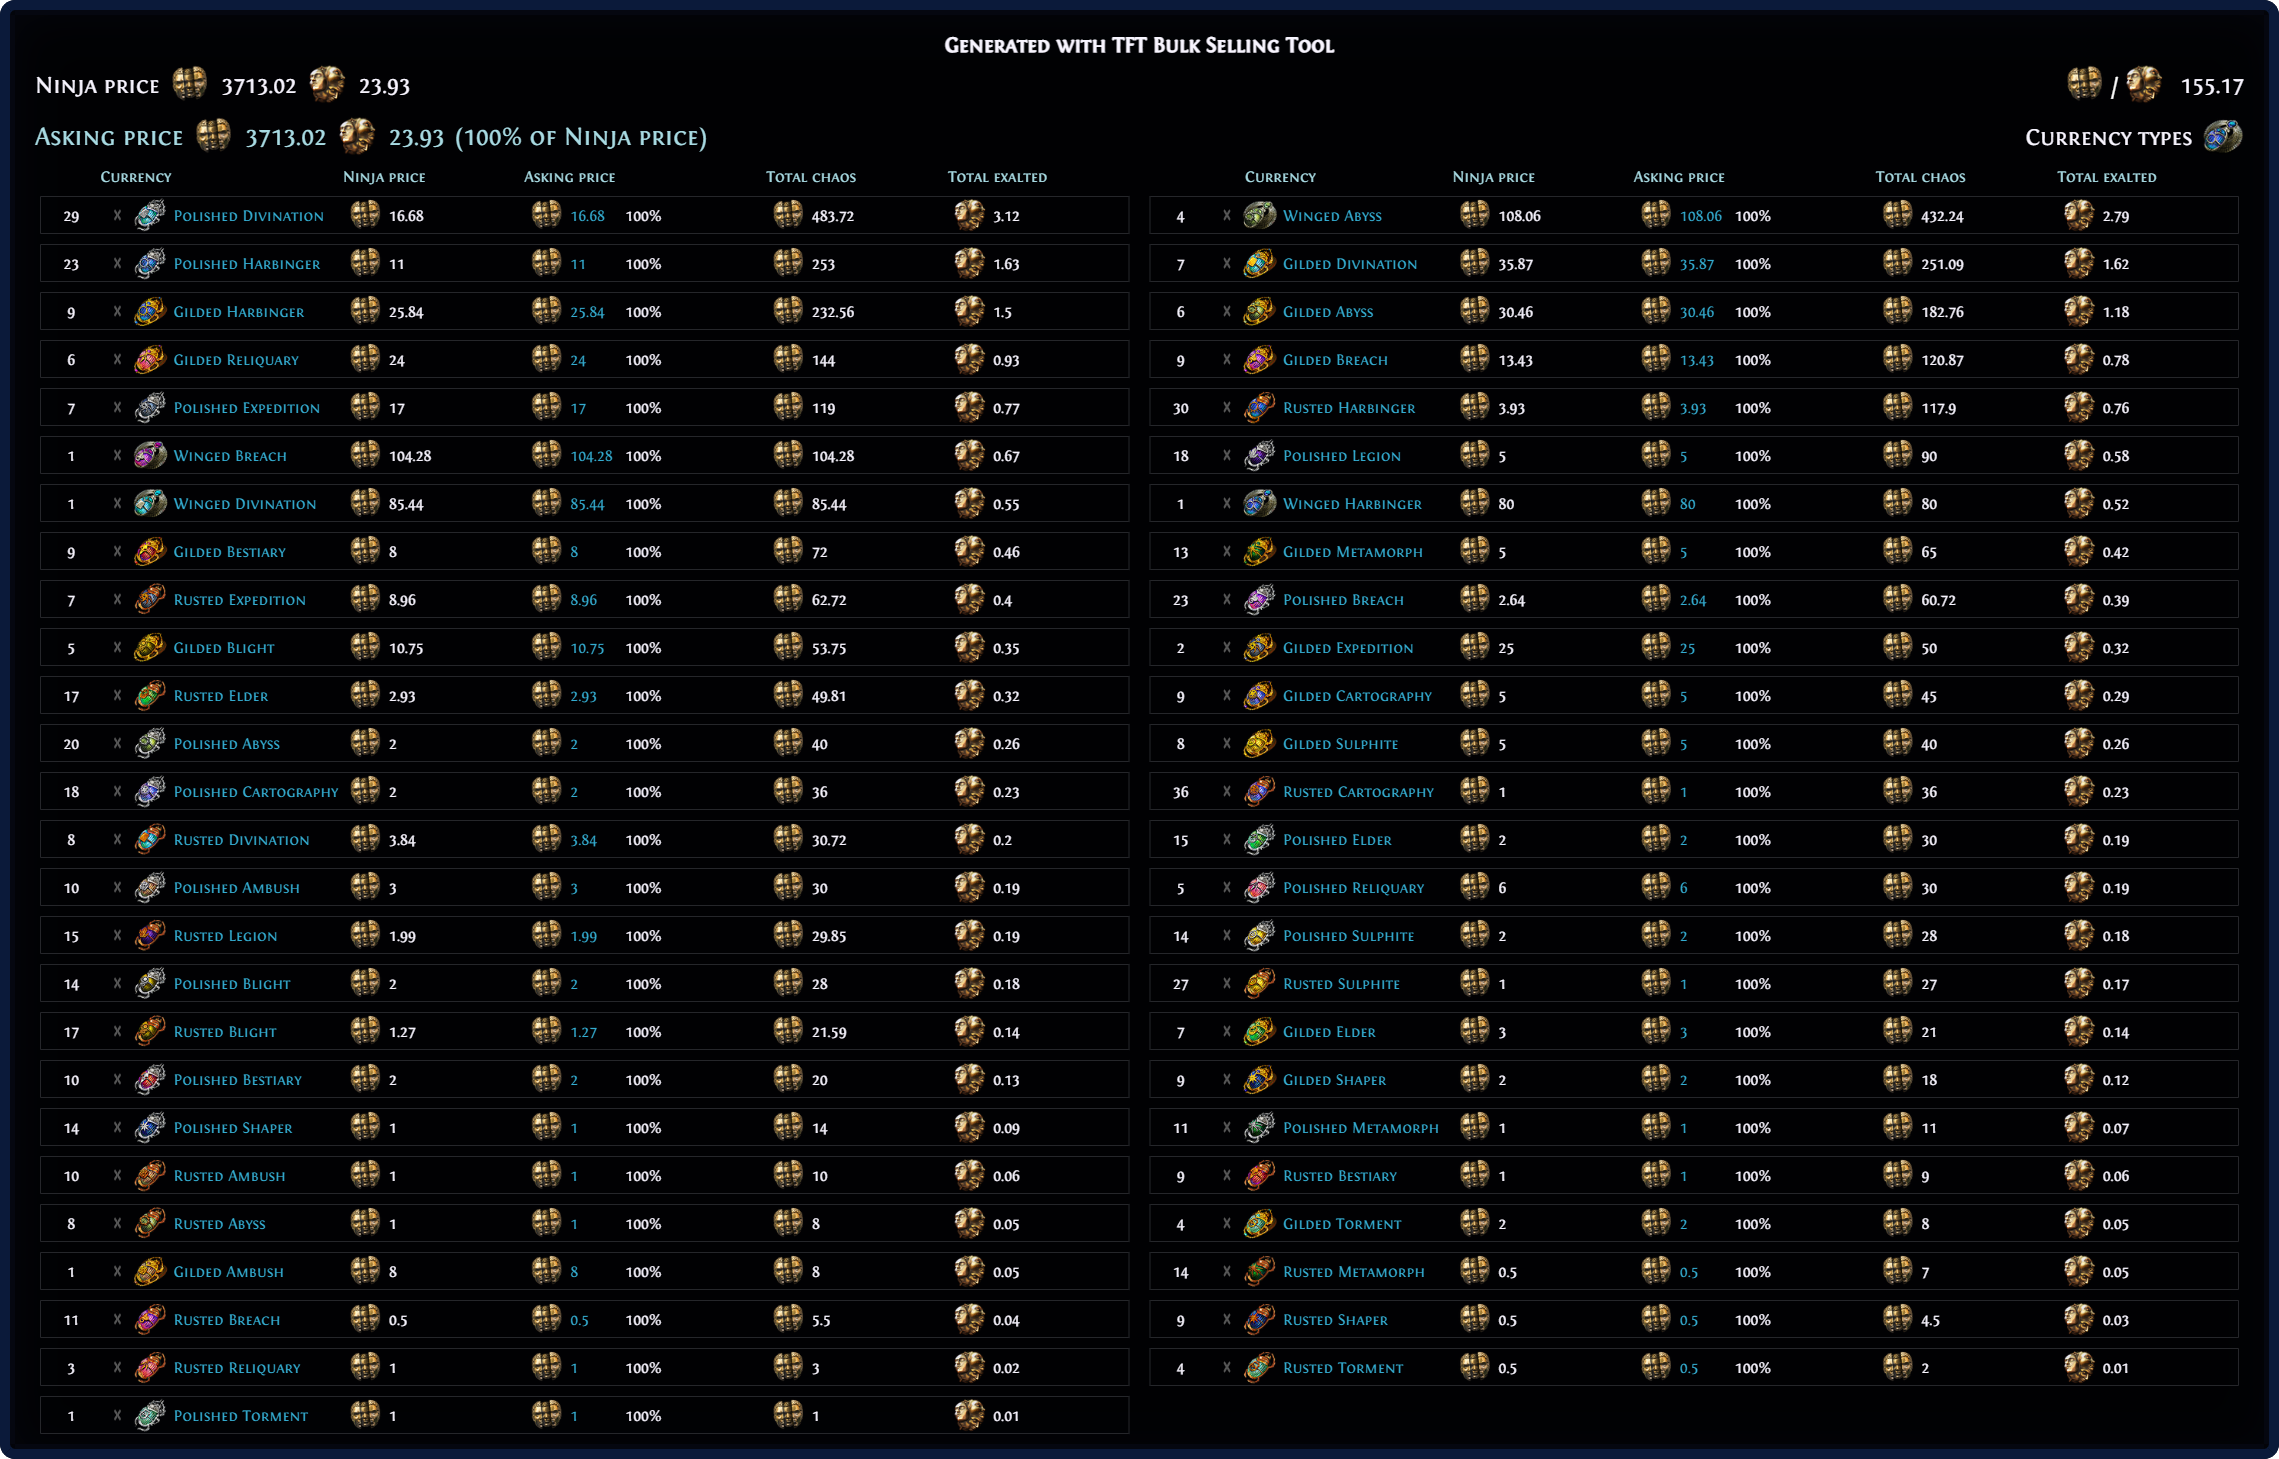 Generated with TFT Bulk Selling Tool
Ninja price 3713.02 23.93 / 155.17
Asking price 3713.02 23.93 (100% of Ninja price) Currency types
Currency Ninja price Asking price Total chaos Total exalted Currency Ninja price Asking price Total chaos Total exalted
29 x Polished Divination 16.68 16.68 100% 483.72 3.12 4 x Winged Abyss 108.06 108.06 100% 432.24 2.79
23 x Polished Harbinger 11 11 100% 253 1.63 7 x Gilded Divination 35.87 35.87 100% 251.09 1.62
9 x Gilded Harbinger 25.84 25.84 100% 232.56 1.5 6 x Gilded Abyss 30.46 30.46 100% 182.76 1.18
6 x Gilded Reliquary 24 24 100% 144 0.93 9 x Gilded Breach 13.43 13.43 100% 120.87 0.78
7 x Polished Expedition 17 17 100% 119 0.77 30 x Rusted Harbinger 3.93 3.93 100% 117.9 0.76
1 x Winged Breach 104.28 104.28 100% 104.28 0.67 18 x Polished Legion 5 5 100% 90 0.58
1 x Winged Divination 85.44 85.44 100% 85.44 0.55 1 x Winged Harbinger 80 80 100% 80 0.52
9 x Gilded Bestiary 8 8 100% 72 0.46 13 x Gilded Metamorph 5 5 100% 65 0.42
7 x Rusted Expedition 8.96 8.96 100% 62.72 0.4 23 x Polished Breach 2.64 2.64 100% 60.72 0.39
5 x Gilded Blight 10.75 10.75 100% 53.75 0.35 2 x Gilded Expedition 25 25 100% 50 0.32
17 x Rusted Elder 2.93 2.93 100% 49.81 0.32 9 x Gilded Cartography 5 5 100% 45 0.29
20 x Polished Abyss 2 2 100% 40 0.26 8 x Gilded Sulphite 5 5 100% 40 0.26
18 x Polished Cartography 2 2 100% 36 0.23 36 x Rusted Cartography 1 1 100% 36 0.23
8 x Rusted Divination 3.84 3.84 100% 30.72 0.2 15 x Polished Elder 2 2 100% 30 0.19
10 x Polished Ambush 3 3 100% 30 0.19 5 x Polished Reliquary 6 6 100% 30 0.19
15 x Rusted Legion 1.99 1.99 100% 29.85 0.19 14 x Polished Sulphite 2 2 100% 28 0.18
14 x Polished Blight 2 2 100% 28 0.18 27 x Rusted Sulphite 1 1 100% 27 0.17
17 x Rusted Blight 1.27 1.27 100% 21.59 0.14 7 x Gilded Elder 3 3 100% 21 0.14
10 x Polished Bestiary 2 2 100% 20 0.13 9 x Gilded Shaper 2 2 100% 18 0.12
14 x Polished Shaper 1 1 100% 14 0.09 11 x Polished Metamorph 1 1 100% 11 0.07
10 x Rusted Ambush 1 1 100% 10 0.06 9 x Rusted Bestiary 1 1 100% 9 0.06
8 x Rusted Abyss 1 1 100% 8 0.05 4 x Gilded Torment 2 2 100% 8 0.05
1 x Gilded Ambush 8 8 100% 8 0.05 14 x Rusted Metamorph 0.5 0.5 100% 7 0.05
11 x Rusted Breach 0.5 0.5 100% 5.5 0.04 9 x Rusted Shaper 0.5 0.5 100% 4.5 0.03
3 x Rusted Reliquary 1 1 100% 3 0.02 4 x Rusted Torment 0.5 0.5 100% 2 0.01
1 x Polished Torment 1 1 100% 1 0.01